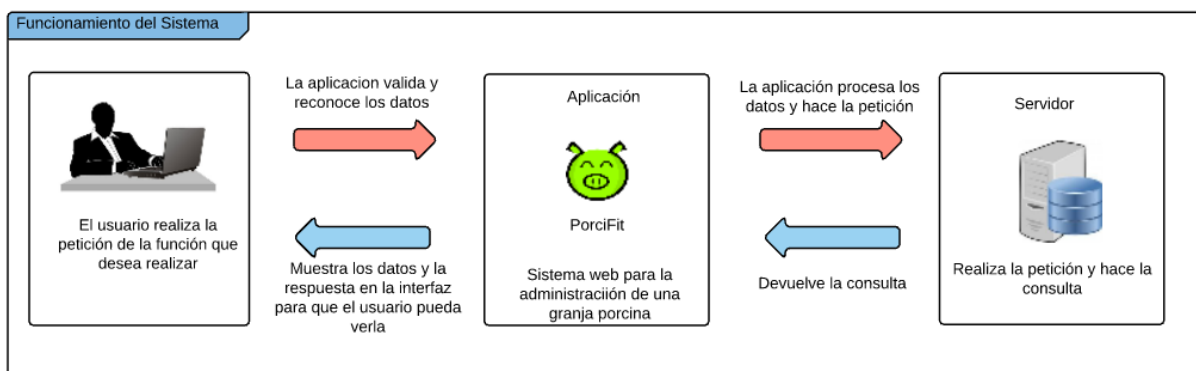 Funcionamiento del Sistema
El usuario realiza la
petición de la función que
desea realizar
La aplicacion valida y
reconoce los datos
Muestra los datos y la
respuesta en la interfaz
para que el usuario pueda
verla
Aplicación
PorciFit
Sistema web para la
administraciión de una
granja porcina
La aplicación procesa los
datos y hace la petición
Devuelve la consulta
Servidor
Realiza la petición y hace la
consulta